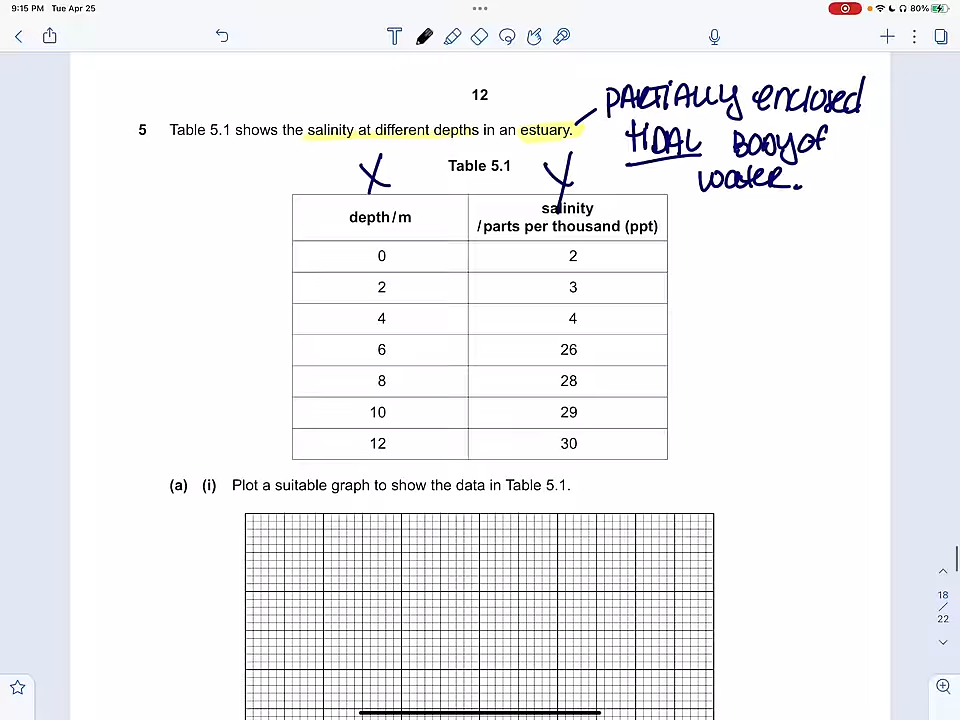 9:15 PM Tue Apr 25
80%
12
PARTIALLY enclosed
5 Table 5.1 shows the salinity at different depths in an estuary.
TIDAL BODY of
water.
Table 5.1
X Y
depth/m salinity /parts per thousand (ppt)
0 2
2 3
4 4
6 26
8 28
10 29
12 30
(a) (i) Plot a suitable graph to show the data in Table 5.1.
18
/
22